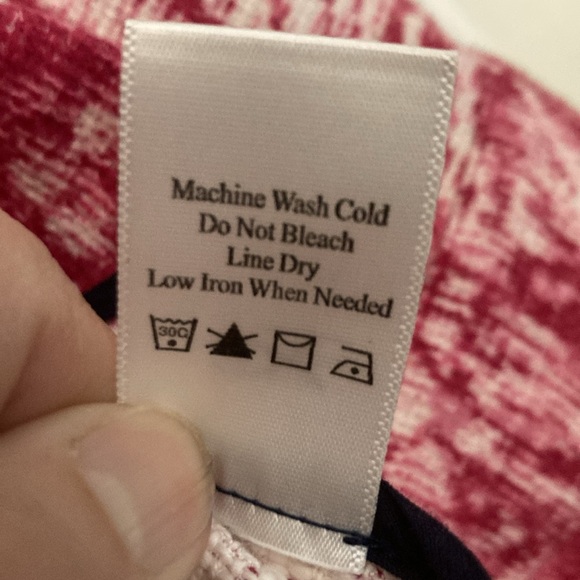 Machine Wash Cold
Do Not Bleach
Line Dry
Low Iron When Needed
30C